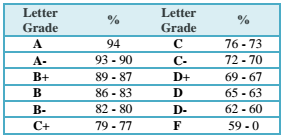 Letter Grade % Letter Grade %
A 94 C 76 - 73
A- 93 - 90 C- 72 - 70
B+ 89 - 87 D+ 69 - 67
B 86 - 83 D 65 - 63
B- 82 - 80 D- 62 - 60
C+ 79 - 77 F 59 - 0